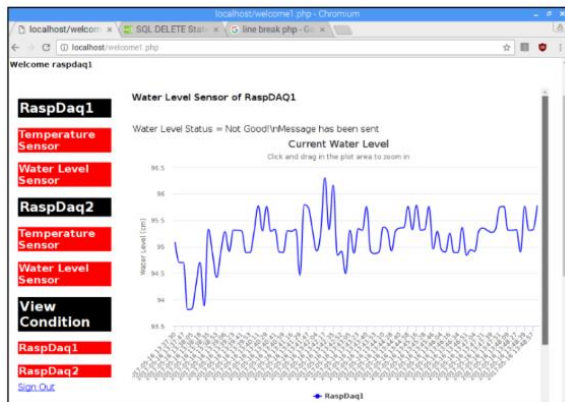 localhost/welcome1.php - Chromium
localhost/welcome1.php
SQL DELETE State
line break php - Go
localhost/welcome1.php
Welcome raspdaq1
RaspDaq1
Temperature
Sensor
Water Level
Sensor
RaspDaq2
Temperature
Sensor
Water Level
Sensor
View
Condition
RaspDaq1
RaspDaq2
Sign Out
Water Level Sensor of RaspDAQ1
Water Level Status = Not Good!\nMessage has been sent
Current Water Level
Click and drag in the plot area to zoom in
Water Level (cm)
96.5
96
95.5
95
94.5
94
93.5
RaspDaq1